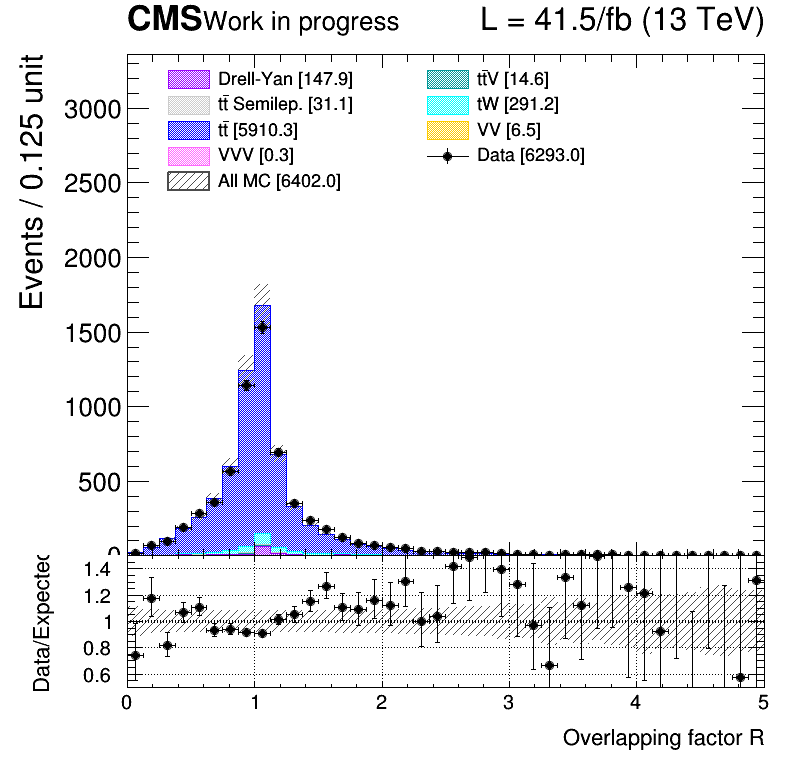 CMS Work in progress L = 41.5/fb (13 TeV)
Events / 0.125 unit
Drell-Yan [147.9]
tt̄ Semilep. [31.1]
tt̄ [5910.3]
VVV [0.3]
All MC [6402.0]
tt̄V [14.6]
tW [291.2]
VV [6.5]
Data [6293.0]
3000
2500
2000
1500
1000
500
0
Data/Expected
1.4
1.2
1
0.8
0.6
0 1 2 3 4 5
Overlapping factor R